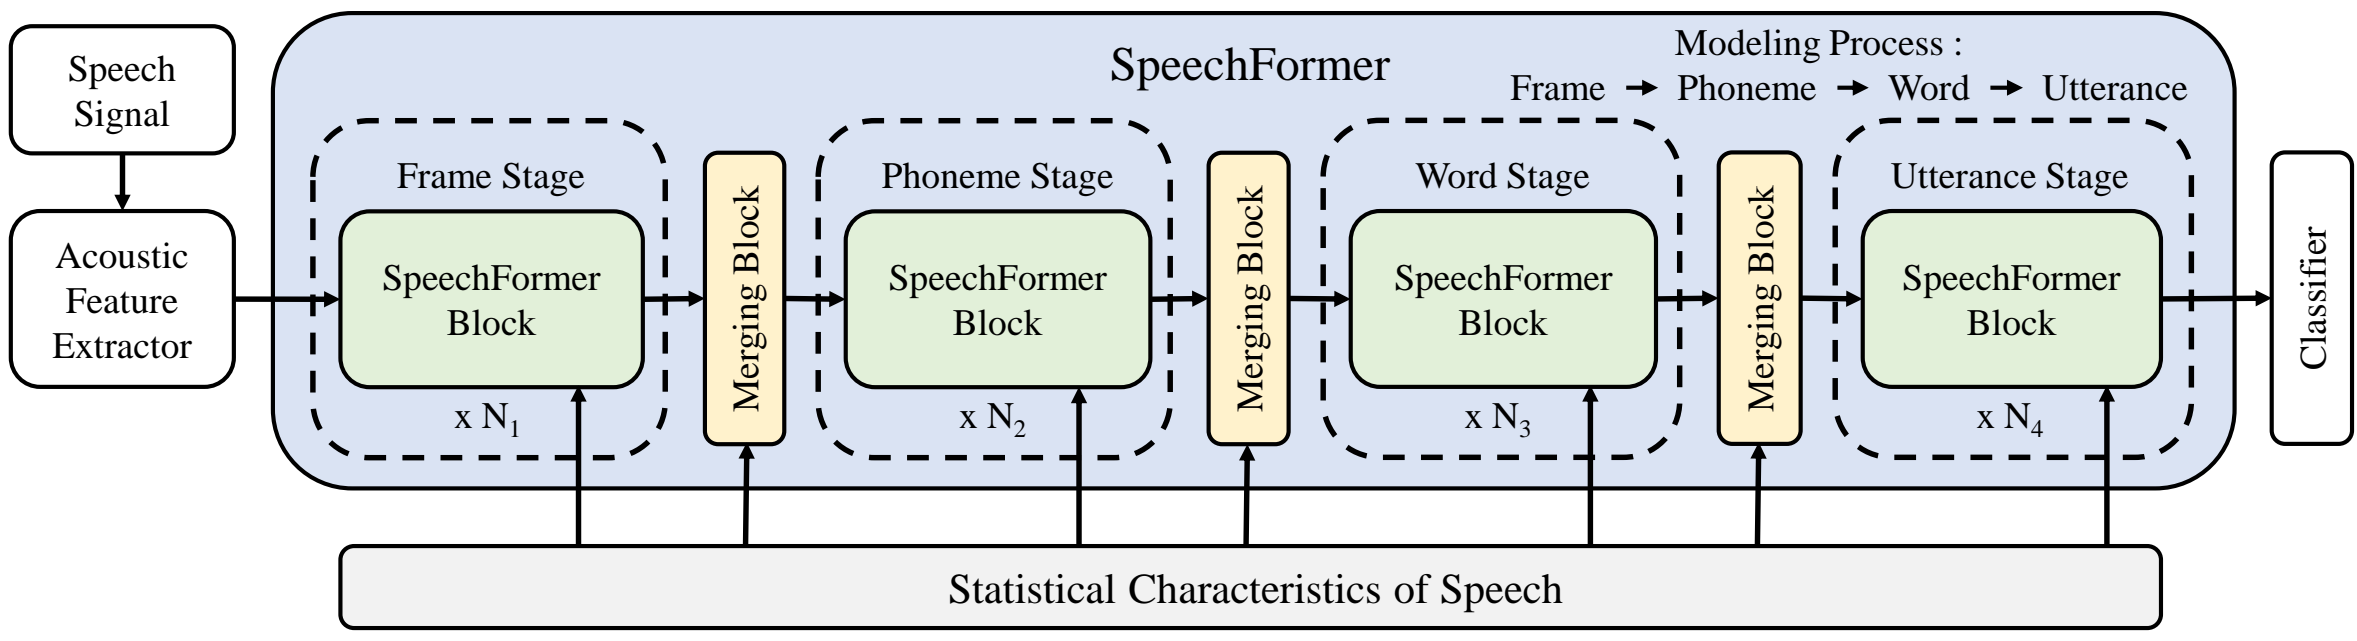 Speech
Signal
Acoustic
Feature
Extractor
SpeechFormer
Modeling Process :
Frame → Phoneme → Word → Utterance
Frame Stage
SpeechFormer
Block
x N₁
Merging Block
Phoneme Stage
SpeechFormer
Block
x N₂
Merging Block
Word Stage
SpeechFormer
Block
x N₃
Merging Block
Utterance Stage
SpeechFormer
Block
x N₄
Classifier
Statistical Characteristics of Speech